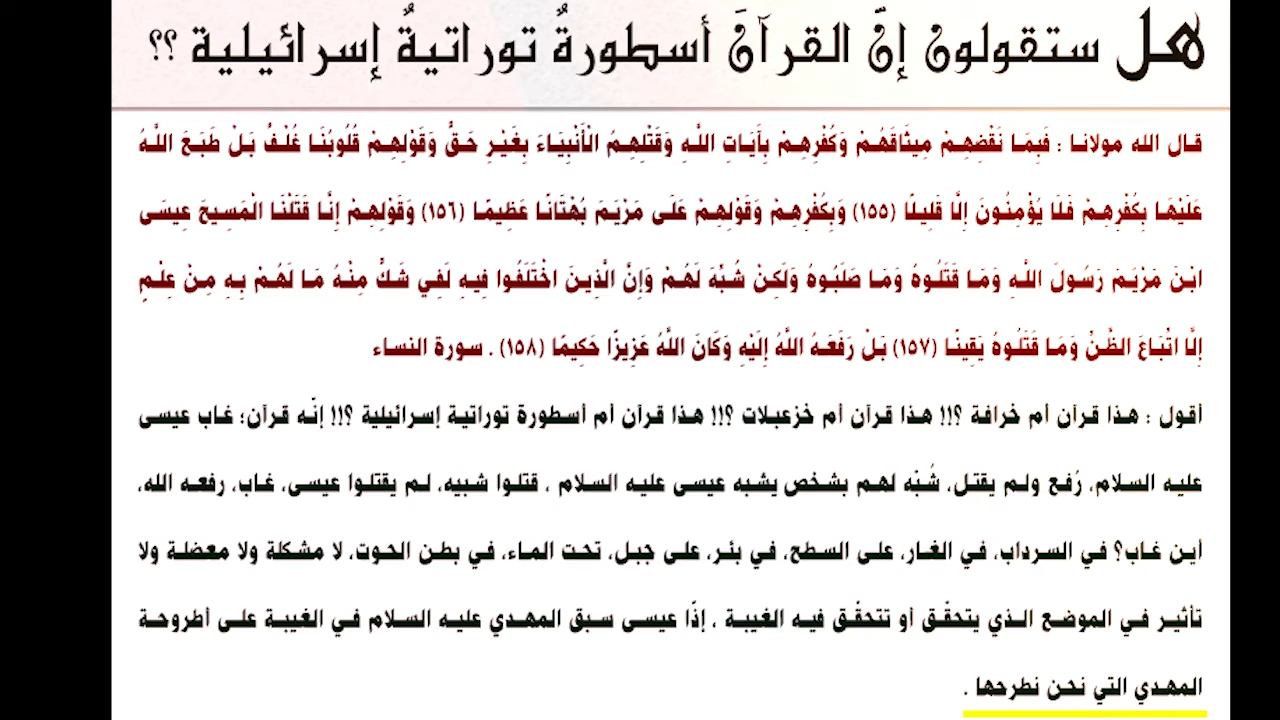 هل ستقولون إنّ القرآنَ أسطورةٌ توراتيةٌ إسرائيلية ؟؟
قال الله مولانا : فَبِمَا نَقْضِهِمْ مِيثَاقَهُمْ وَكُفْرِهِمْ بِآَيَاتِ اللَّهِ وَقَتْلِهِمُ الْأَنْبِيَاءَ بِغَيْرِ حَقٍّ وَقَوْلِهِمْ قُلُوبُنَا غُلْفٌ بَلْ طَبَعَ اللَّهُ
عَلَيْهَا بِكُفْرِهِمْ فَلَا يُؤْمِنُونَ إِلَّا قَلِيلًا (١٥٥) وَبِكُفْرِهِمْ وَقَوْلِهِمْ عَلَى مَرْيَمَ بُهْتَانًا عَظِيمًا (١٥٦) وَقَوْلِهِمْ إِنَّا قَتَلْنَا الْمَسِيحَ عِيسَى
ابْنَ مَرْيَمَ رَسُولَ اللَّهِ وَمَا قَتَلُوهُ وَمَا صَلَبُوهُ وَلَكِنْ شُبِّهَ لَهُمْ وَإِنَّ الَّذِينَ اخْتَلَفُوا فِيهِ لَفِي شَكٍّ مِنْهُ مَا لَهُمْ بِهِ مِنْ عِلْمٍ
إِلَّا اتِّبَاعَ الظَّنِّ وَمَا قَتَلُوهُ يَقِينًا (١٥٧) بَلْ رَفَعَهُ اللَّهُ إِلَيْهِ وَكَانَ اللَّهُ عَزِيزًا حَكِيمًا (١٥٨) . سورة النساء
أقول : هذا قرآن أم خرافة ؟!! هذا قرآن أم خزعبلات ؟!! هذا قرآن أم أسطورة توراتية إسرائيلية ؟!! إنّه قرآن؛ غاب عيسى
عليه السلام، رُفع ولم يقتل، شُبّه لهم بشخص يشبه عيسى عليه السلام ، قتلوا شبيه، لم يقتلوا عيسى، غاب، رفعه الله،
أين غاب؟ في السرداب، في الغار، على السطح، في بئر، على جبل، تحت الماء، في بطن الحوت، لا مشكلة ولا معضلة ولا
تأثير في الموضع الذي يتحقّق أو تتحقّق فيه الغيبة ، إذًا عيسى سبق المهدي عليه السلام في الغيبة على أطروحة
المهدي التي نحن نطرحها .